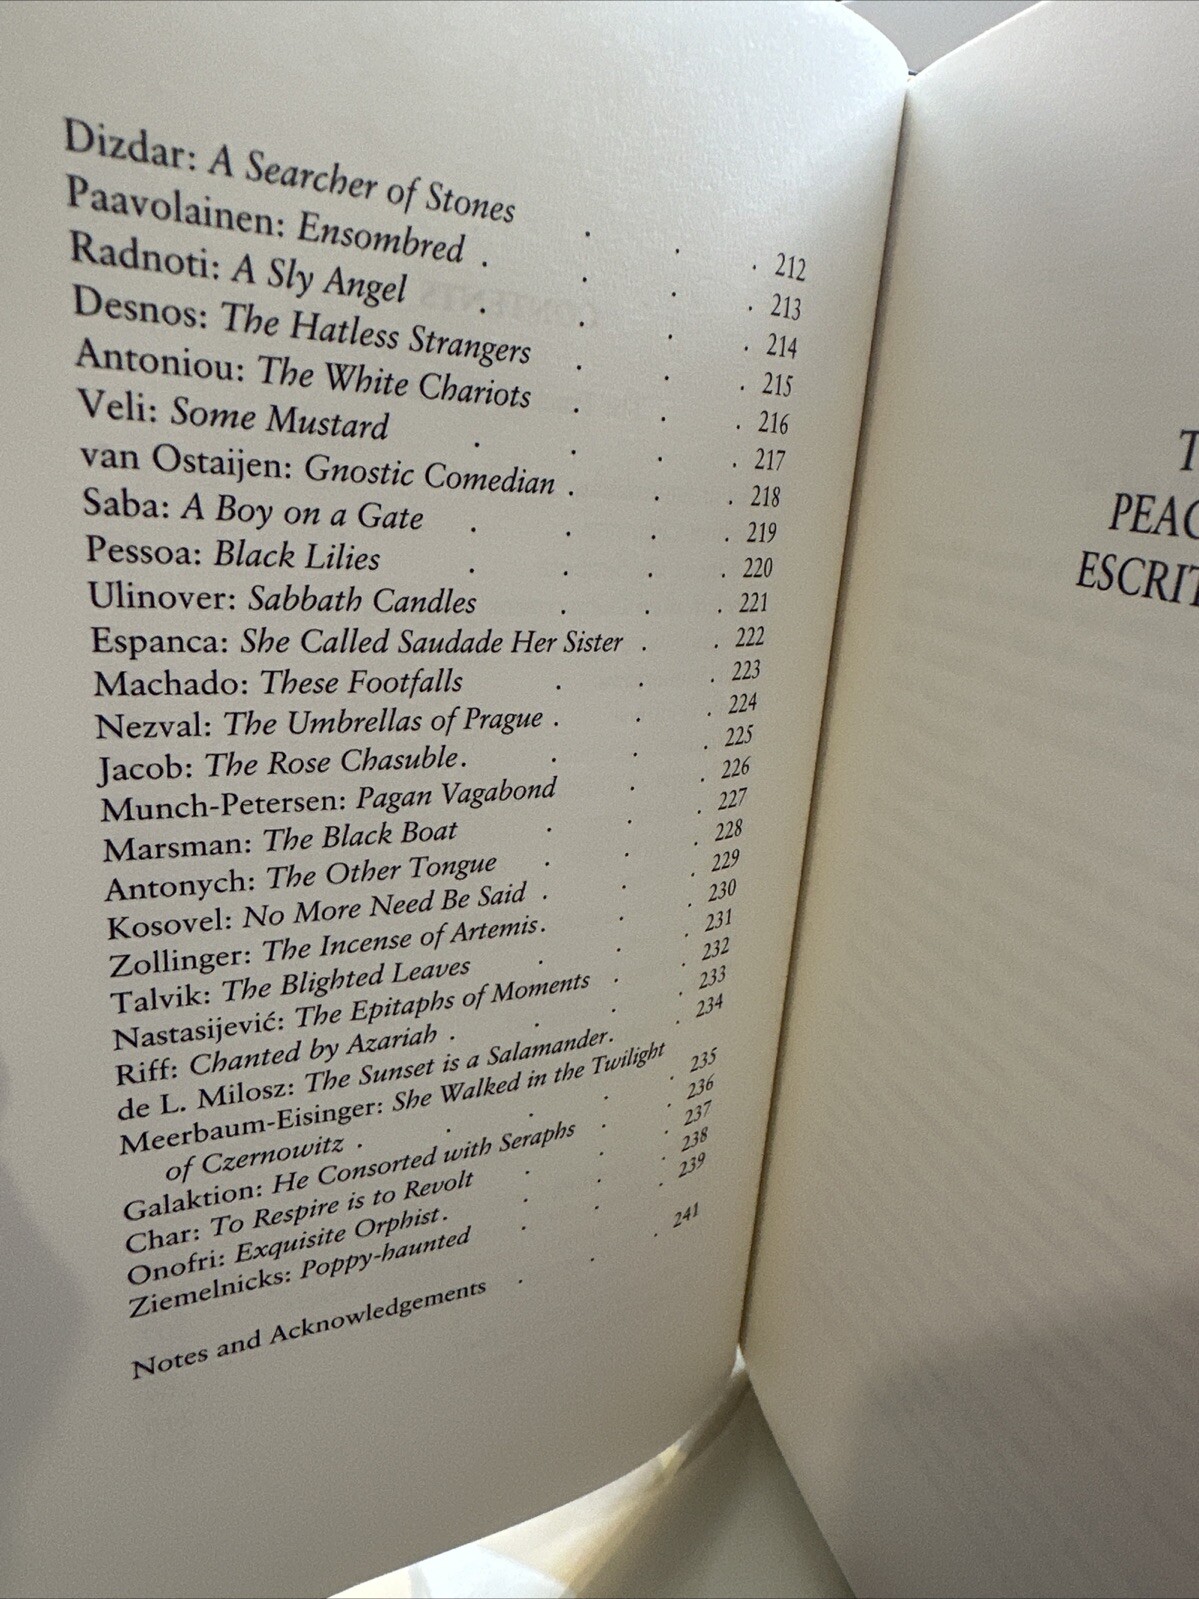 Dizdar: A Searcher of Stones . . . 212
Paavolainen: Ensombred . . . . 213
Radnoti: A Sly Angel . . . . 214
Desnos: The Hatless Strangers . . . 215
Antoniou: The White Chariots . . . 216
Veli: Some Mustard . . . . 217
van Ostaijen: Gnostic Comedian . . . 218
Saba: A Boy on a Gate . . . . 219
Pessoa: Black Lilies . . . . 220
Ulinover: Sabbath Candles . . . 221
Espanca: She Called Saudade Her Sister . . 222
Machado: These Footfalls . . . 223
Nezval: The Umbrellas of Prague . . . 224
Jacob: The Rose Chasuble. . . . 225
Munch-Petersen: Pagan Vagabond . . 226
Marsman: The Black Boat . . . 227
Antonych: The Other Tongue . . . 228
Kosovel: No More Need Be Said . . . 229
Zollinger: The Incense of Artemis. . . 230
Talvik: The Blighted Leaves . . . 231
Nastasijević: The Epitaphs of Moments . . 232
Riff: Chanted by Azariah . . . . 233
de L. Milosz: The Sunset is a Salamander. . 234
Meerbaum-Eisinger: She Walked in the Twilight
of Czernowitz . . . . 235
Galaktion: He Consorted with Seraphs . . 236
Char: To Respire is to Revolt . . . 237
Onofri: Exquisite Orphist. . . . 238
Ziemelnicks: Poppy-haunted . . . 239
Notes and Acknowledgements . . . 241
T
PEAC
ESCRIT